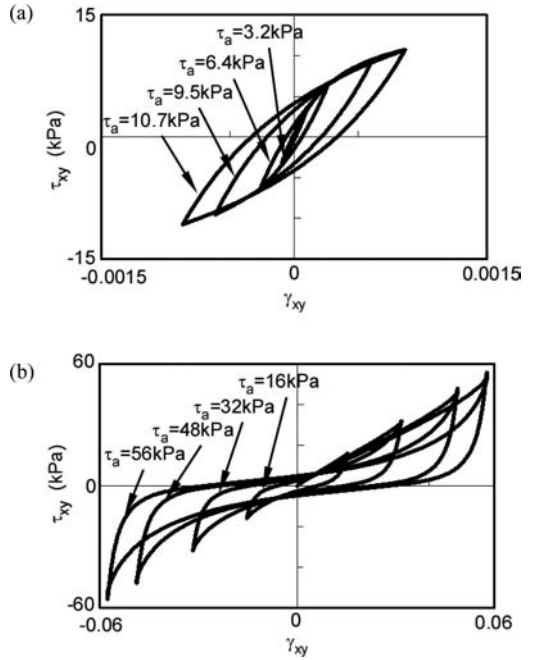 (a)
15
τa=3.2kPa
τa=6.4kPa
τa=9.5kPa
τa=10.7kPa
0
τxy (kPa)
-15
-0.0015
0
0.0015
γxy
(b)
60
τa=16kPa
τa=32kPa
τa=48kPa
τa=56kPa
0
τxy (kPa)
-60
-0.06
0
0.06
γxy